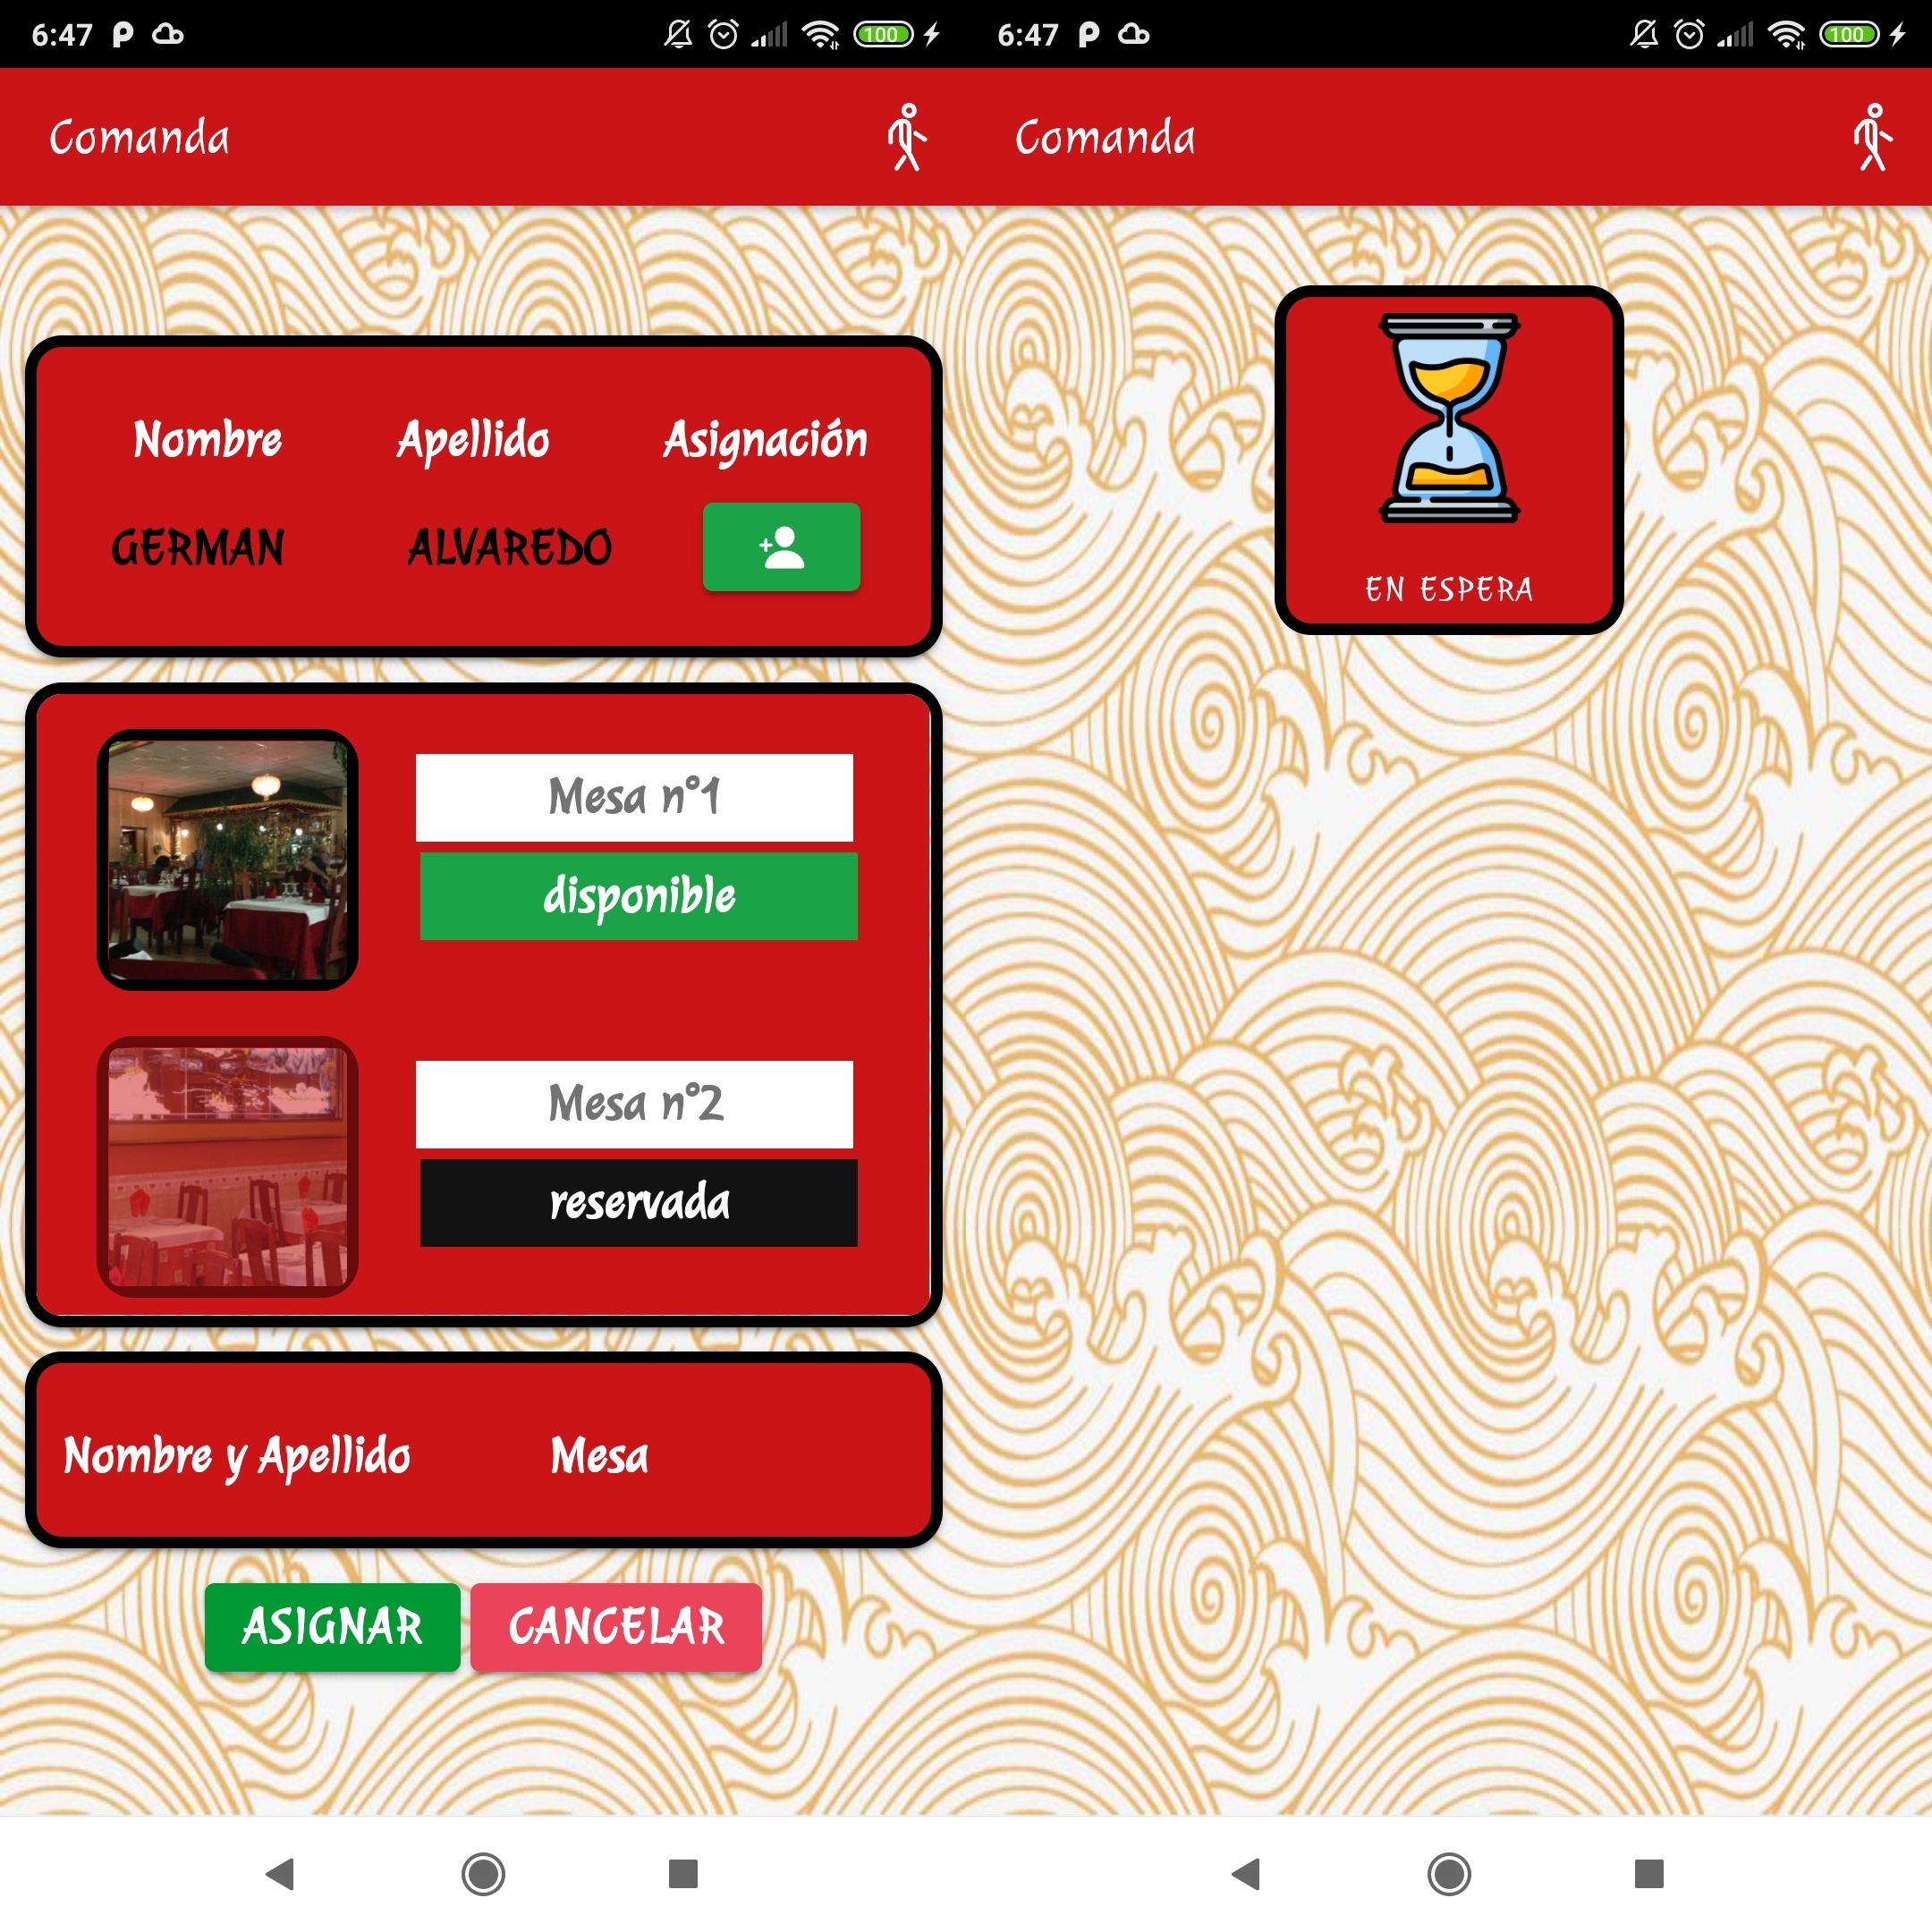 6:47
100
Comanda
Nombre Apellido Asignación
GERMAN ALVAREDO
Mesa n°1
disponible
Mesa n°2
reservada
Nombre y Apellido Mesa
ASIGNAR CANCELAR
6:47
100
Comanda
EN ESPERA